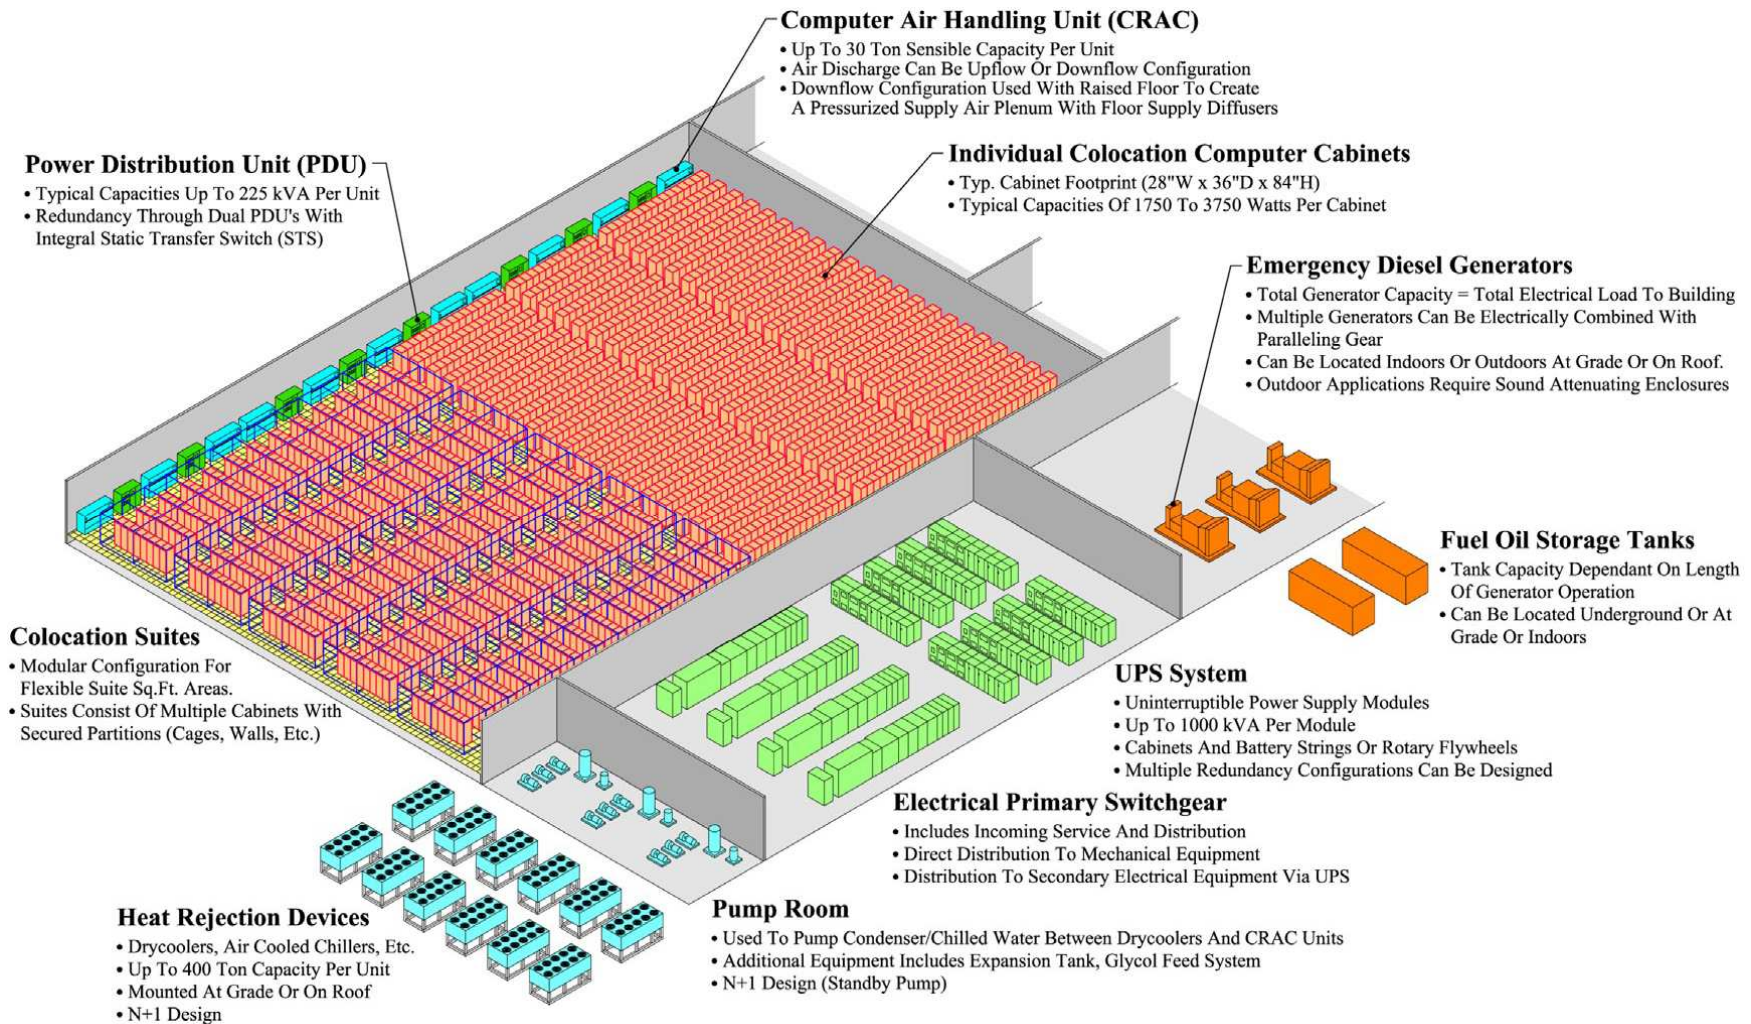 Computer Air Handling Unit (CRAC)
• Up To 30 Ton Sensible Capacity Per Unit
• Air Discharge Can Be Upflow Or Downflow Configuration
• Downflow Configuration Used With Raised Floor To Create
A Pressurized Supply Air Plenum With Floor Supply Diffusers
Power Distribution Unit (PDU)
• Typical Capacities Up To 225 kVA Per Unit
• Redundancy Through Dual PDU's With
Integral Static Transfer Switch (STS)
Individual Colocation Computer Cabinets
• Typ. Cabinet Footprint (28"W x 36"D x 84"H)
• Typical Capacities Of 1750 To 3750 Watts Per Cabinet
Emergency Diesel Generators
• Total Generator Capacity = Total Electrical Load To Building
• Multiple Generators Can Be Electrically Combined With
Paralleling Gear
• Can Be Located Indoors Or Outdoors At Grade Or On Roof.
• Outdoor Applications Require Sound Attenuating Enclosures
Fuel Oil Storage Tanks
• Tank Capacity Dependant On Length
Of Generator Operation
• Can Be Located Underground Or At
Grade Or Indoors
Colocation Suites
• Modular Configuration For
Flexible Suite Sq.Ft. Areas.
• Suites Consist Of Multiple Cabinets With
Secured Partitions (Cages, Walls, Etc.)
UPS System
• Uninterruptible Power Supply Modules
• Up To 1000 kVA Per Module
• Cabinets And Battery Strings Or Rotary Flywheels
• Multiple Redundancy Configurations Can Be Designed
Electrical Primary Switchgear
• Includes Incoming Service And Distribution
• Direct Distribution To Mechanical Equipment
• Distribution To Secondary Electrical Equipment Via UPS
Pump Room
• Used To Pump Condenser/Chilled Water Between Drycoolers And CRAC Units
• Additional Equipment Includes Expansion Tank, Glycol Feed System
• N+1 Design (Standby Pump)
Heat Rejection Devices
• Drycoolers, Air Cooled Chillers, Etc.
• Up To 400 Ton Capacity Per Unit
• Mounted At Grade Or On Roof
• N+1 Design